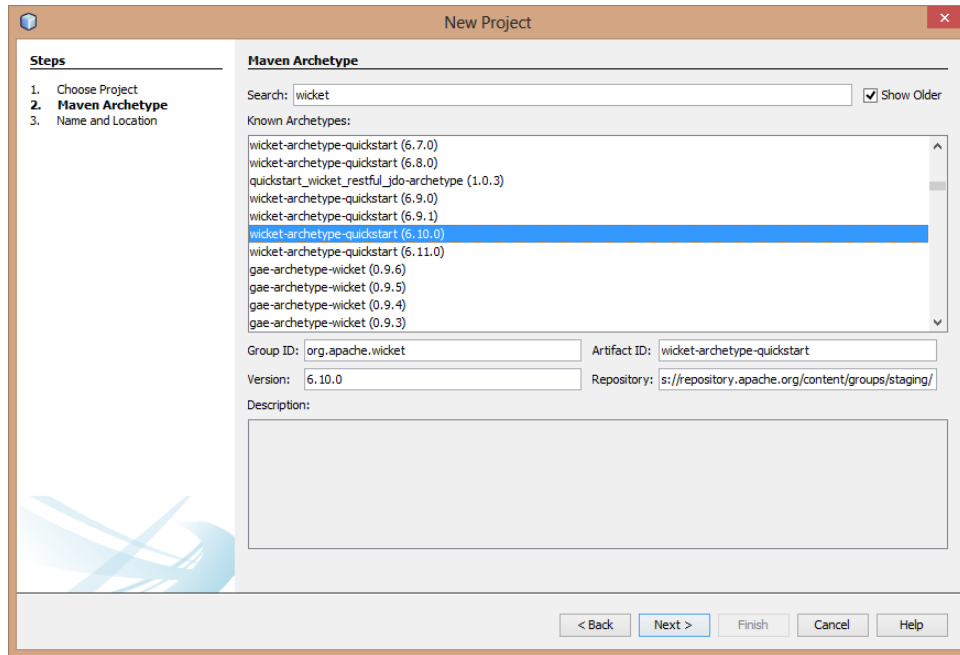 New Project
Steps
1. Choose Project
2. Maven Archetype
3. Name and Location
Maven Archetype
Search: wicket
Show Older
Known Archetypes:
wicket-archetype-quickstart (6.7.0)
wicket-archetype-quickstart (6.8.0)
quickstart_wicket_restful_jdo-archetype (1.0.3)
wicket-archetype-quickstart (6.9.0)
wicket-archetype-quickstart (6.9.1)
wicket-archetype-quickstart (6.10.0)
wicket-archetype-quickstart (6.11.0)
gae-archetype-wicket (0.9.6)
gae-archetype-wicket (0.9.5)
gae-archetype-wicket (0.9.4)
gae-archetype-wicket (0.9.3)
Group ID: org.apache.wicket Artifact ID: wicket-archetype-quickstart
Version: 6.10.0 Repository: s://repository.apache.org/content/groups/staging/
Description:
< Back Next > Finish Cancel Help